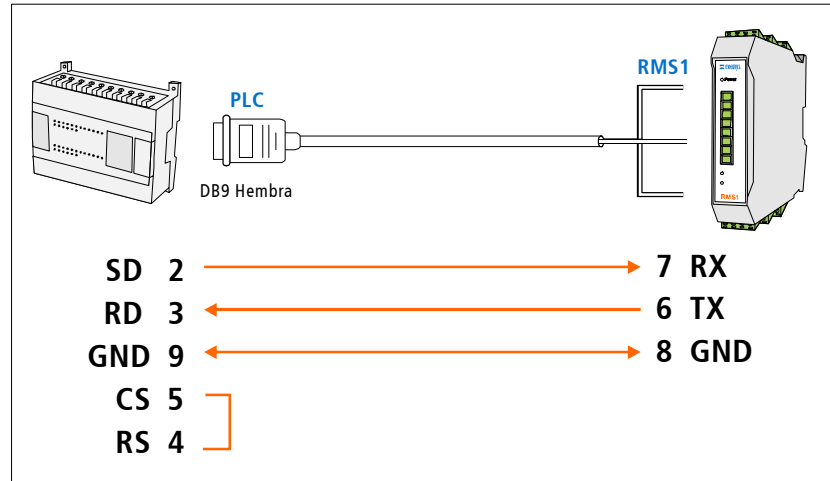 RMS1
PLC
Power
RMS1
DB9 Hembra
SD 2 7 RX
RD 3 6 TX
GND 9 8 GND
CS 5
RS 4